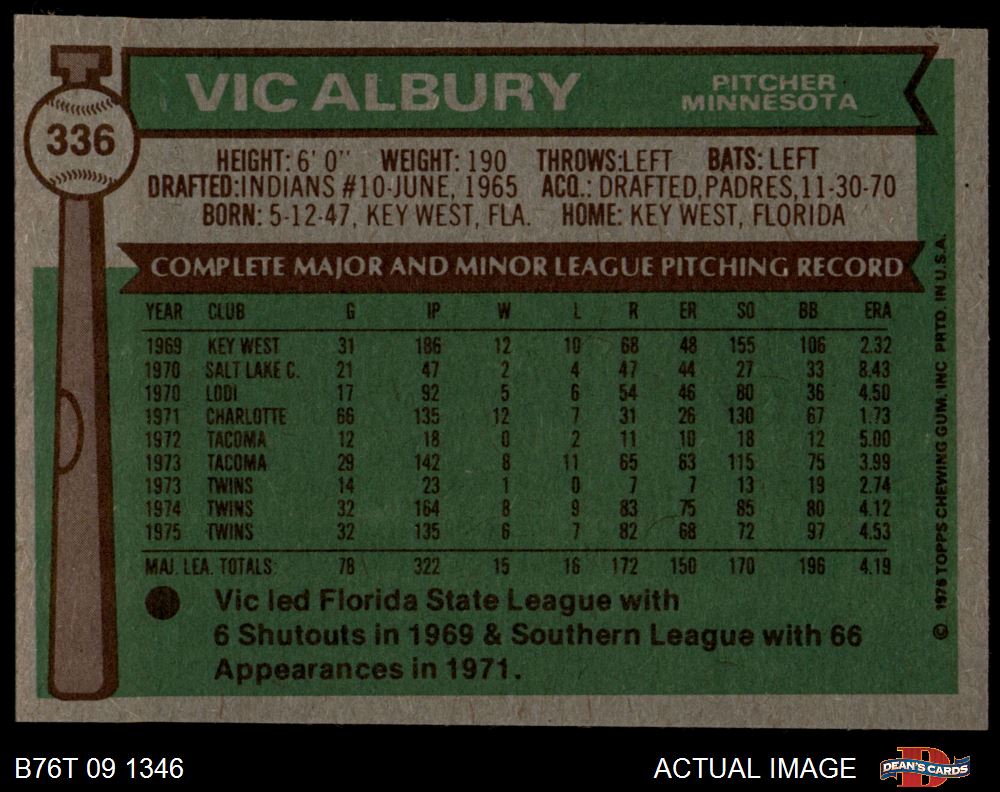 336
VIC ALBURY
PITCHER
MINNESOTA
HEIGHT: 6' 0" WEIGHT: 190 THROWS: LEFT BATS: LEFT
DRAFTED: INDIANS #10-JUNE, 1965 ACQ.: DRAFTED, PADRES, 11-30-70
BORN: 5-12-47, KEY WEST, FLA. HOME: KEY WEST, FLORIDA
COMPLETE MAJOR AND MINOR LEAGUE PITCHING RECORD
YEAR CLUB G IP W L R ER SO BB ERA
1969 KEY WEST 31 186 12 10 68 48 155 106 2.32
1970 SALT LAKE C. 21 47 2 4 47 44 27 33 8.43
1970 LODI 17 92 5 6 54 46 80 36 4.50
1971 CHARLOTTE 66 135 12 7 31 26 130 67 1.73
1972 TACOMA 12 18 0 2 11 10 18 12 5.00
1973 TACOMA 29 142 8 11 65 63 115 75 3.99
1973 TWINS 14 23 1 0 7 7 13 19 2.74
1974 TWINS 32 164 8 9 83 75 85 80 4.12
1975 TWINS 32 135 6 7 82 68 72 97 4.53
MAJ. LEA. TOTALS: 78 322 15 16 172 150 170 196 4.19
Vic led Florida State League with
6 Shutouts in 1969 & Southern League with 66
Appearances in 1971.
© 1976 TOPPS CHEWING GUM, INC PRTD. IN U.S.A.
B76T 09 1346
ACTUAL IMAGE
D
DEAN'S CARDS